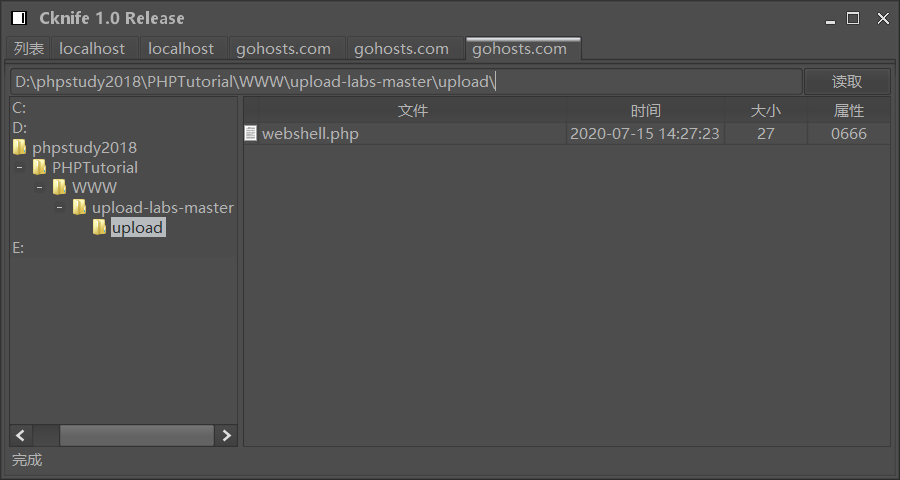 Cknife 1.0 Release
列表 localhost localhost gohosts.com gohosts.com gohosts.com
D:\phpstudy2018\PHPTutorial\WWW\upload-labs-master\upload\ 读取
C:
D:
phpstudy2018
- PHPTutorial
- WWW
- upload-labs-master
upload
E:
文件 时间 大小 属性
webshell.php 2020-07-15 14:27:23 27 0666
完成